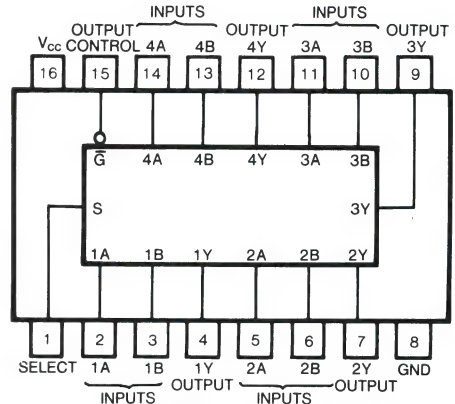 INPUTS INPUTS
OUTPUT OUTPUT OUTPUT
VCC CONTROL 4A 4B 4Y 3A 3B 3Y
16 15 14 13 12 11 10 9
G 4A 4B 4Y 3A 3B
S 3Y
1A 1B 1Y 2A 2B 2Y
1 2 3 4 5 6 7 8
SELECT 1A 1B 1Y 2A 2B 2Y GND
OUTPUT OUTPUT
INPUTS INPUTS